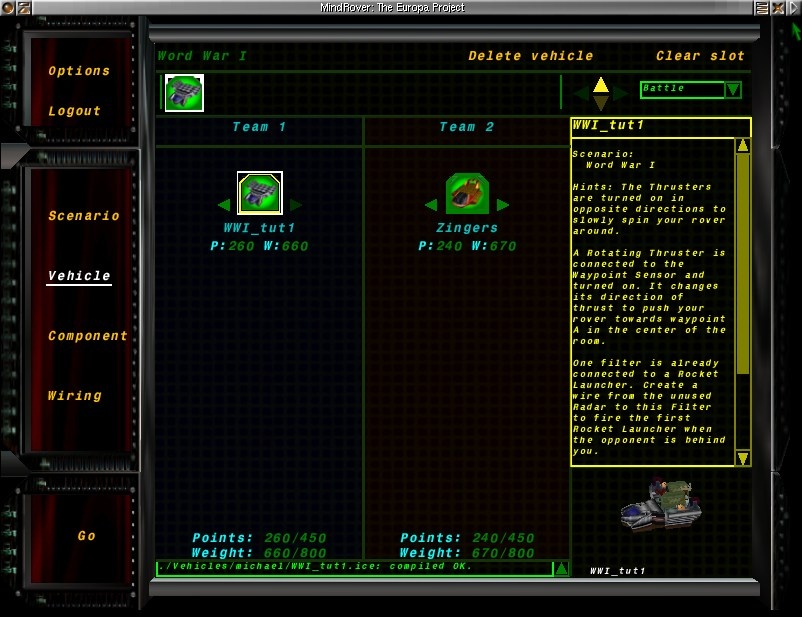 MindRover: The Europa Project
Options
Logout
Scenario
Vehicle
Component
Wiring
Go
Word War I
Delete vehicle
Clear slot
Battle
Team 1
Team 2
WWI_tut1
P:260 W:660
Zingers
P:240 W:670
Points: 260/450
Weight: 660/800
Points: 240/450
Weight: 670/800
./Vehicles/michael/WWI_tut1.ice: compiled OK.
WWI_tut1
Scenario:
Word War I
Hints: The Thrusters
are turned on in
opposite directions to
slowly spin your rover
around.
A Rotating Thruster is
connected to the
Waypoint Sensor and
turned on. It changes
its direction of
thrust to push your
rover towards waypoint
A in the center of the
room.
One filter is already
connected to a Rocket
Launcher. Create a
wire from the unused
Radar to this Filter
to fire the first
Rocket Launcher when
the opponent is behind
you.
WWI_tut1